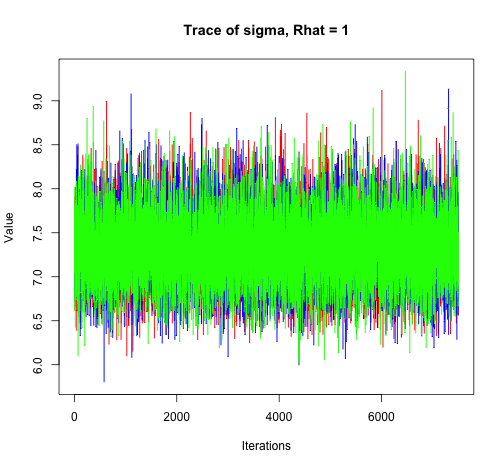 Trace of sigma, Rhat = 1
Value
9.0
8.5
8.0
7.5
7.0
6.5
6.0
0 2000 4000 6000
Iterations